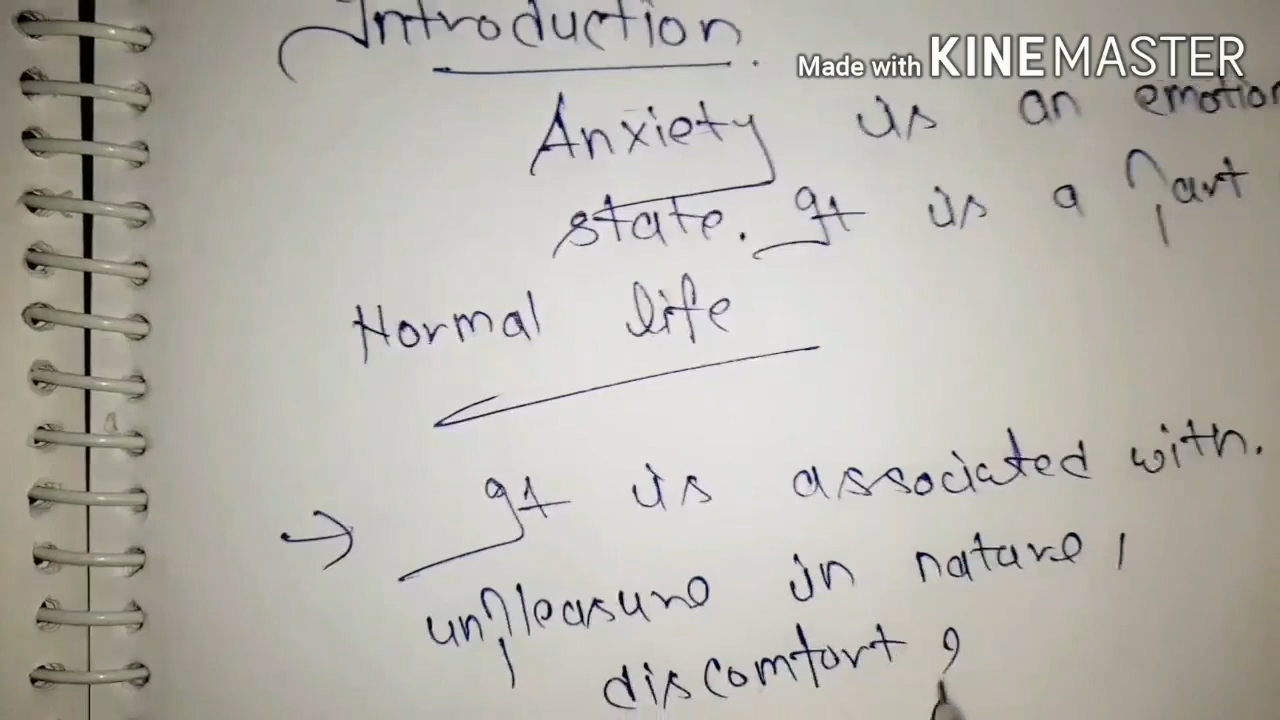 Introduction.
Made with KINEMASTER
Anxiety is an emotion
state. It is a Part
Normal life
→ It is associated with.
unpleasure in nature,
discomfort,